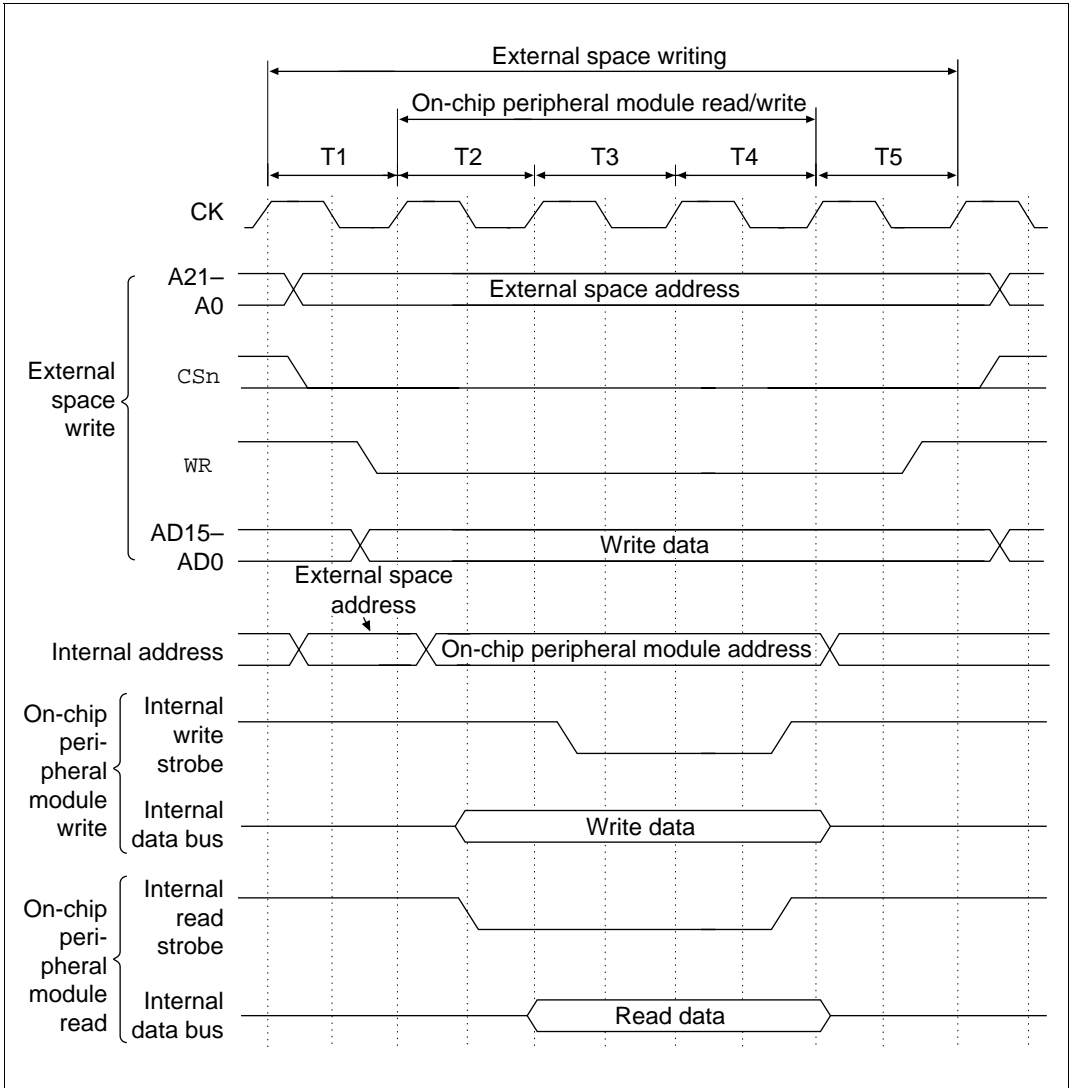 External space writing
On-chip peripheral module read/write
T1 T2 T3 T4 T5
CK
A21–
A0
External space address
CSn
WR
External
space
write
AD15–
AD0
Write data
External space
address
Internal address
On-chip peripheral module address
On-chip
peri-
pheral
module
write
Internal
write
strobe
Internal
data bus
Write data
On-chip
peri-
pheral
module
read
Internal
read
strobe
Internal
data bus
Read data